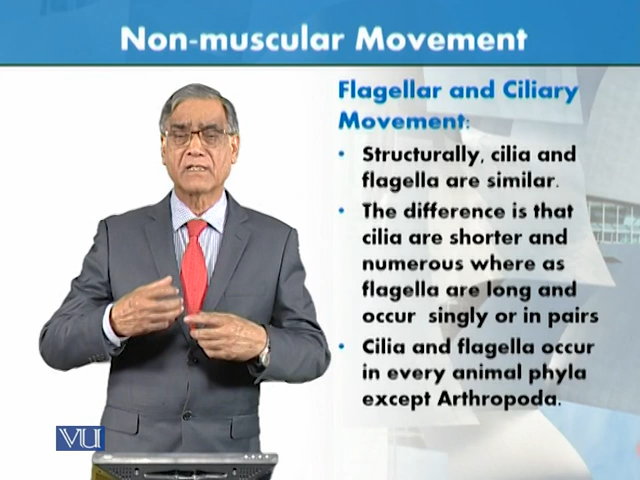 Non-muscular Movement
Flagellar and Ciliary
Movement:
• Structurally, cilia and
flagella are similar.
• The difference is that
cilia are shorter and
numerous where as
flagella are long and
occur singly or in pairs
• Cilia and flagella occur
in every animal phyla
except Arthropoda.
VU